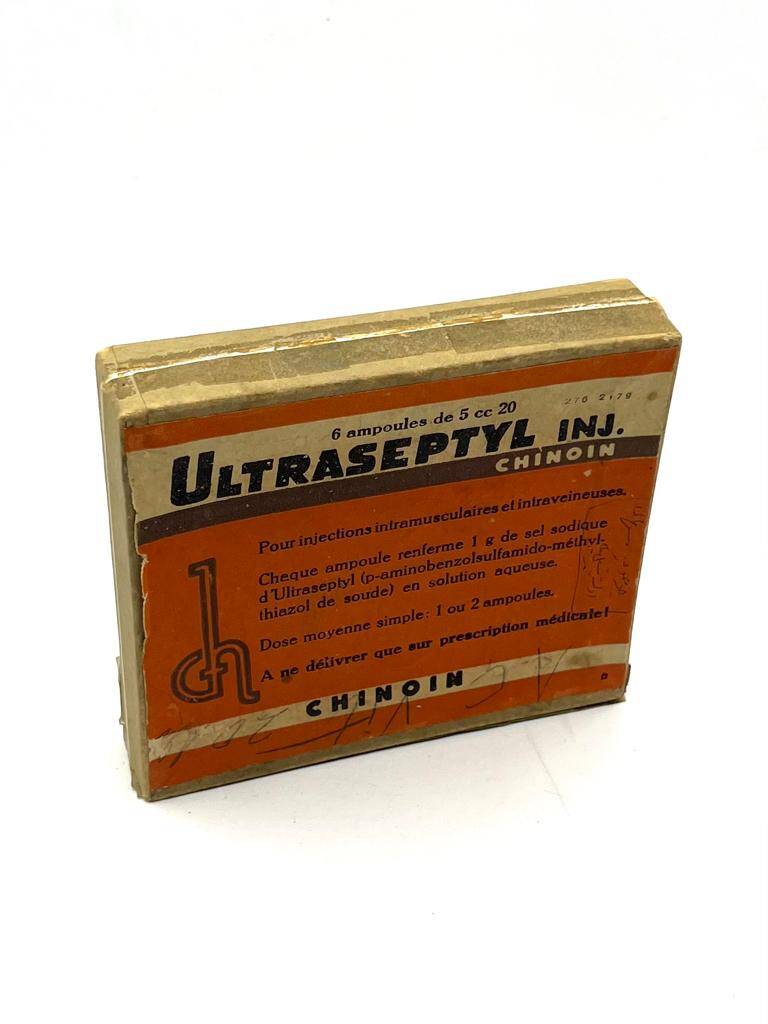 6 ampoules de 5 cc 20
276 2179
ULTRASEPTYL INJ.
CHINOIN
Pour injections intramusculaires et intraveineuses.
Cheque ampoule renferme 1 g de sel sodique
d'Ultraseptyl (p-aminobenzolsulfamido-méthyl-
thiazol de soude) en solution aqueuse.
Dose moyenne simple: 1 ou 2 ampoules.
A ne délivrer que sur prescription médicale!
CHINOIN